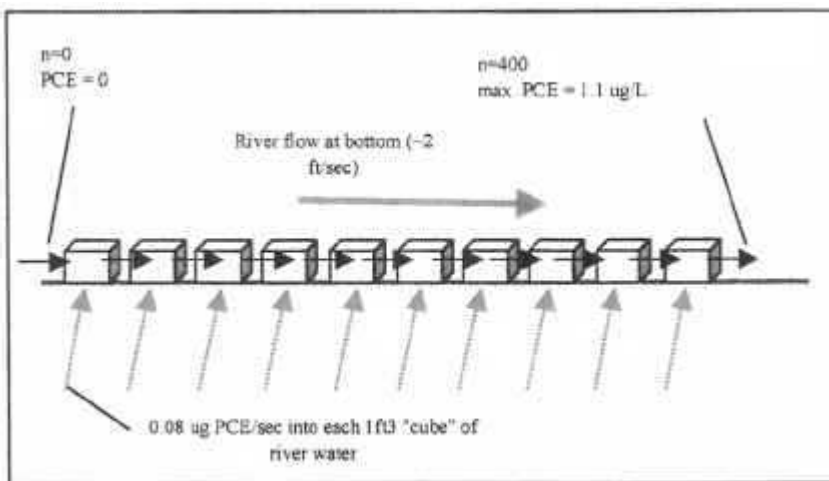 n=0
PCE = 0
n=400
max PCE = 1.1 ug/L
River flow at bottom (~2
ft/sec)
0.08 ug PCE/sec into each 1ft3 "cube" of
river water